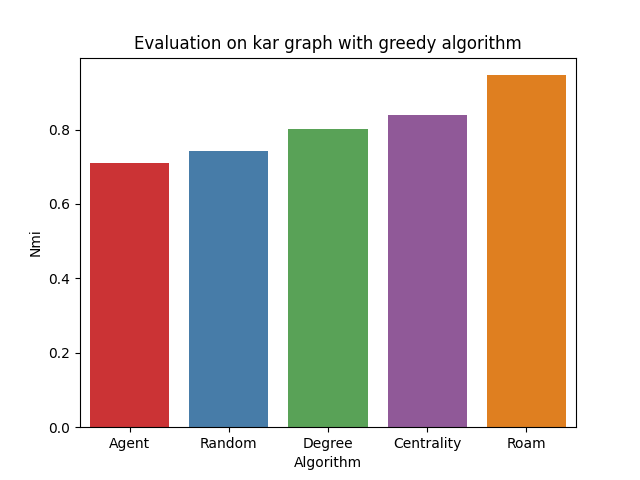 Evaluation on kar graph with greedy algorithm
Nmi
0.8
0.6
0.4
0.2
0.0
Agent Random Degree Centrality Roam
Algorithm